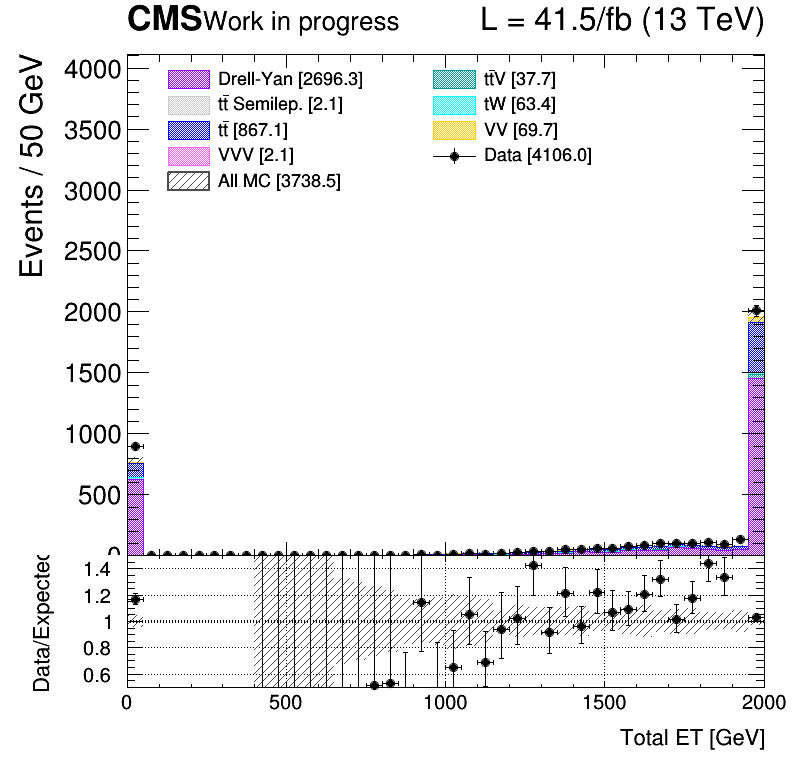 CMS Work in progress L = 41.5/fb (13 TeV)
Events / 50 GeV
4000
3500
3000
2500
2000
1500
1000
500
0
Drell-Yan [2696.3]
tt̄ Semilep. [2.1]
tt̄ [867.1]
VVV [2.1]
All MC [3738.5]
tt̄V [37.7]
tW [63.4]
VV [69.7]
Data [4106.0]
Data/Expected
1.4
1.2
1
0.8
0.6
0 500 1000 1500 2000
Total ET [GeV]